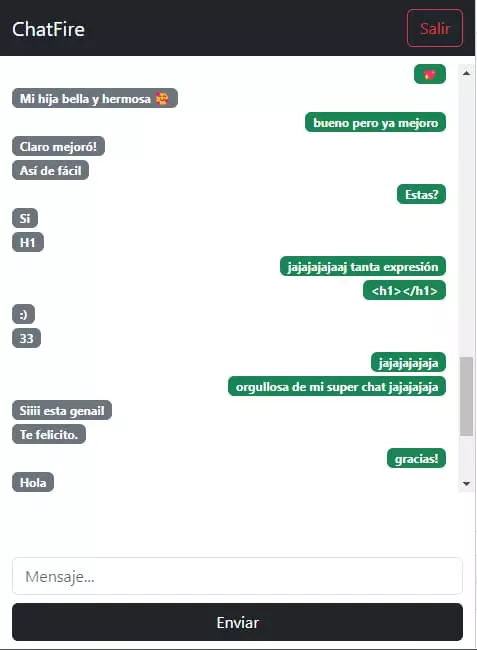 ChatFire
Salir
💖
Mi hija bella y hermosa 🥰
bueno pero ya mejoro
Claro mejoró!
Así de fácil
Estas?
Si
H1
jajajajajaaj tanta expresión
<h1></h1>
:)
33
jajajajajaja
orgullosa de mi super chat jajajajaja
Siiii esta genail
Te felicito.
gracias!
Hola
Mensaje...
Enviar